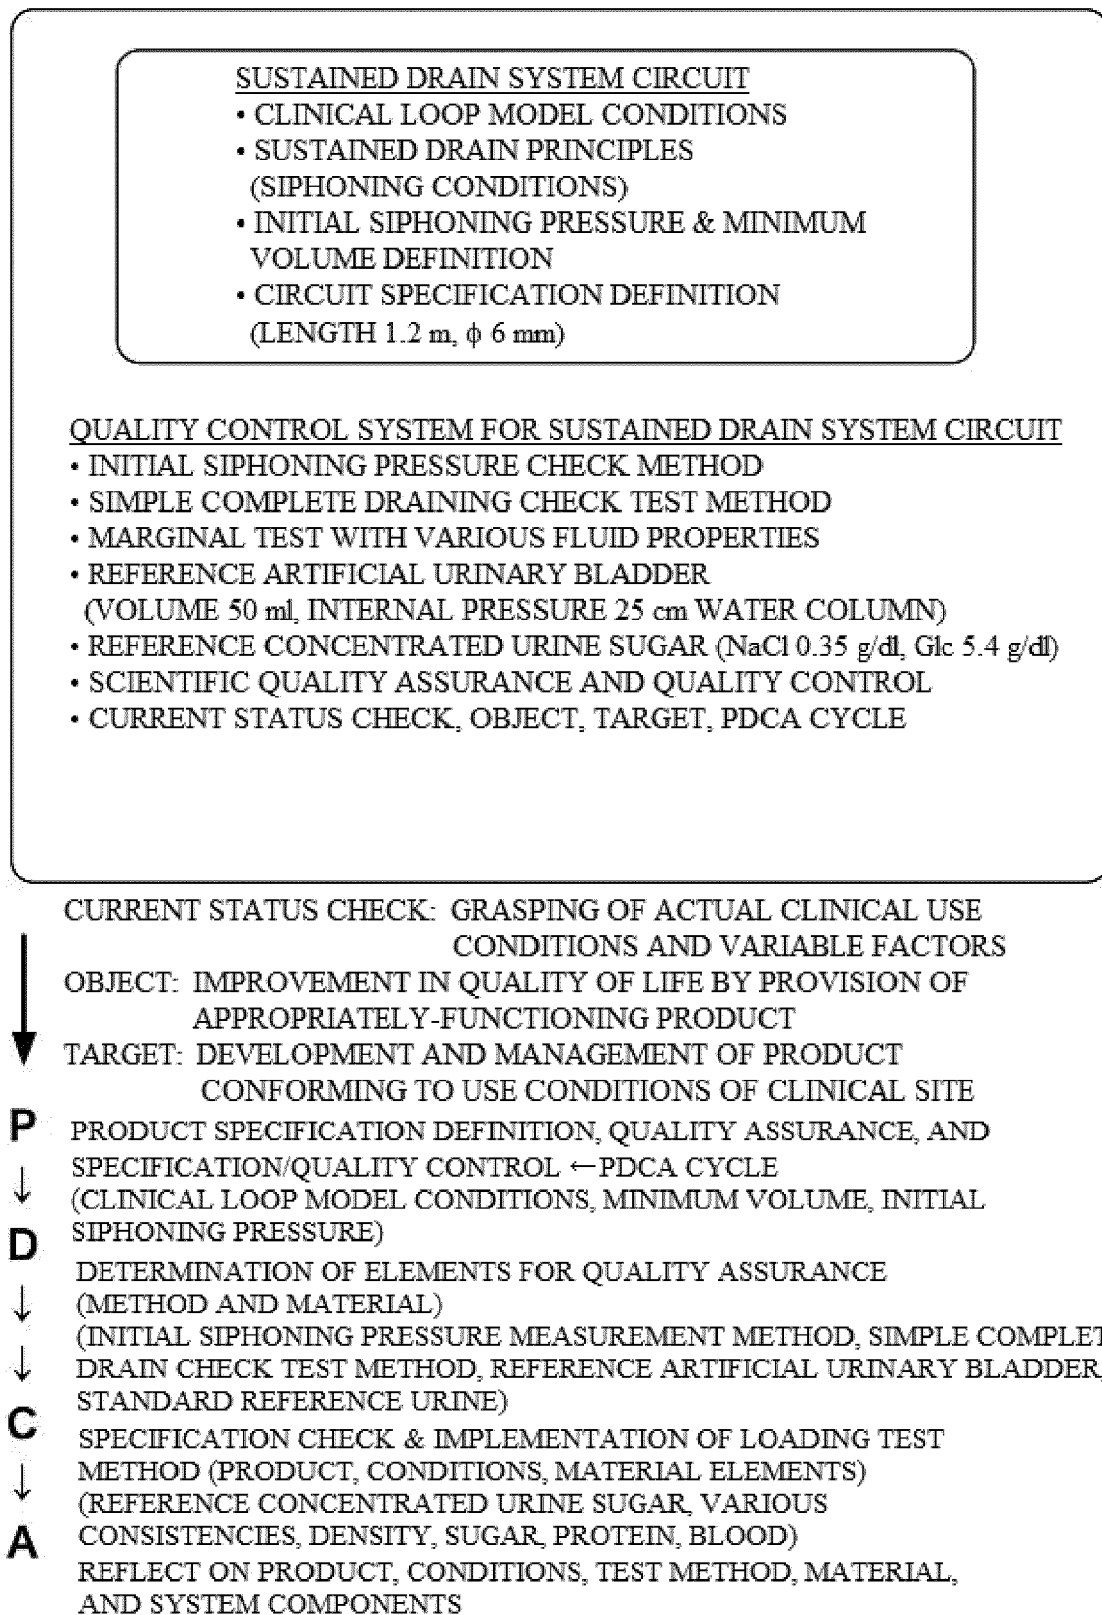 SUSTAINED DRAIN SYSTEM CIRCUIT
• CLINICAL LOOP MODEL CONDITIONS
• SUSTAINED DRAIN PRINCIPLES
(SIPHONING CONDITIONS)
• INITIAL SIPHONING PRESSURE & MINIMUM
VOLUME DEFINITION
• CIRCUIT SPECIFICATION DEFINITION
(LENGTH 1.2 m, ϕ 6 mm)
QUALITY CONTROL SYSTEM FOR SUSTAINED DRAIN SYSTEM CIRCUIT
• INITIAL SIPHONING PRESSURE CHECK METHOD
• SIMPLE COMPLETE DRAINING CHECK TEST METHOD
• MARGINAL TEST WITH VARIOUS FLUID PROPERTIES
• REFERENCE ARTIFICIAL URINARY BLADDER
(VOLUME 50 ml, INTERNAL PRESSURE 25 cm WATER COLUMN)
• REFERENCE CONCENTRATED URINE SUGAR (NaCl 0.35 g/dl, Glc 5.4 g/dl)
• SCIENTIFIC QUALITY ASSURANCE AND QUALITY CONTROL
• CURRENT STATUS CHECK, OBJECT, TARGET, PDCA CYCLE
CURRENT STATUS CHECK: GRASPING OF ACTUAL CLINICAL USE
CONDITIONS AND VARIABLE FACTORS
OBJECT: IMPROVEMENT IN QUALITY OF LIFE BY PROVISION OF
APPROPRIATELY-FUNCTIONING PRODUCT
TARGET: DEVELOPMENT AND MANAGEMENT OF PRODUCT
CONFORMING TO USE CONDITIONS OF CLINICAL SITE
P PRODUCT SPECIFICATION DEFINITION, QUALITY ASSURANCE, AND
SPECIFICATION/QUALITY CONTROL ←PDCA CYCLE
↓ (CLINICAL LOOP MODEL CONDITIONS, MINIMUM VOLUME, INITIAL
SIPHONING PRESSURE)
D
DETERMINATION OF ELEMENTS FOR QUALITY ASSURANCE
↓ (METHOD AND MATERIAL)
(INITIAL SIPHONING PRESSURE MEASUREMENT METHOD, SIMPLE COMPLET
↓ DRAIN CHECK TEST METHOD, REFERENCE ARTIFICIAL URINARY BLADDER,
STANDARD REFERENCE URINE)
C
SPECIFICATION CHECK & IMPLEMENTATION OF LOADING TEST
METHOD (PRODUCT, CONDITIONS, MATERIAL ELEMENTS)
↓ (REFERENCE CONCENTRATED URINE SUGAR, VARIOUS
A CONSISTENCIES, DENSITY, SUGAR, PROTEIN, BLOOD)
REFLECT ON PRODUCT, CONDITIONS, TEST METHOD, MATERIAL,
AND SYSTEM COMPONENTS